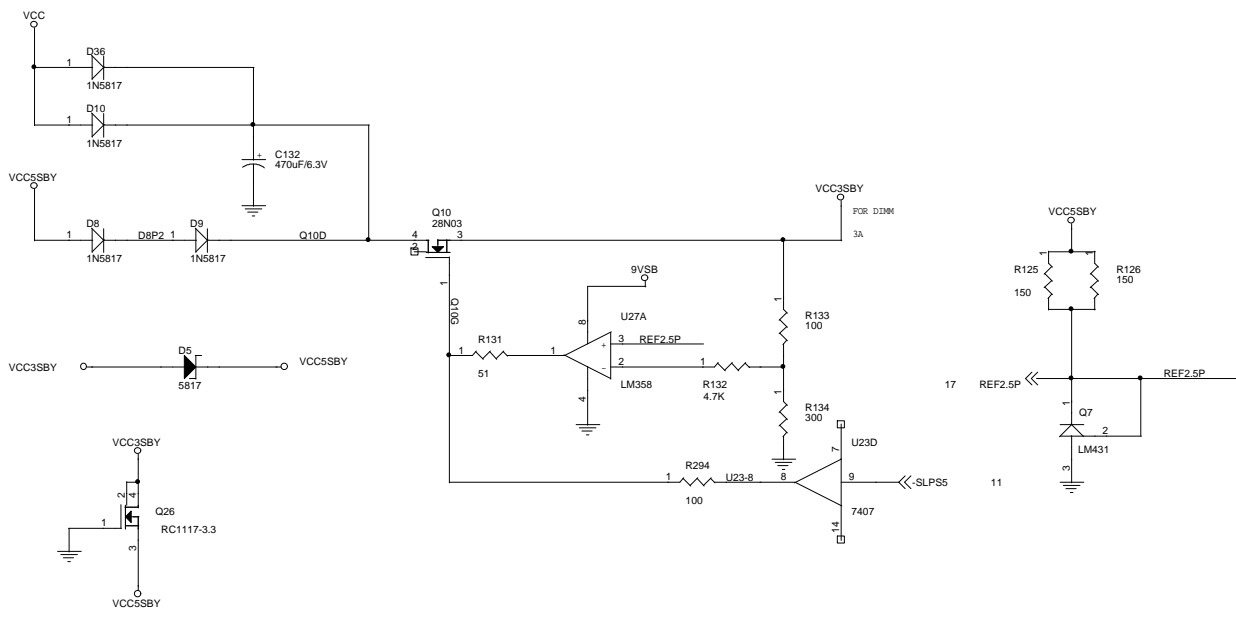 VCC
D36
1
1N5817
D10
1
1N5817
C132
+
470uF/6.3V
VCC5SBY
D8
1
D8P2
1N5817
D9
1
1N5817
Q10D
Q10
28N03
4
3
2
1
Q10G
VCC3SBY
FOR DIMM
3A
9VSB
8
U27A
R131
1
51
1
3
REF2.5P
+
2
-
LM358
4
R132
1
4.7K
1
R133
100
1
R134
300
VCC3SBY
D5
5817
VCC5SBY
VCC3SBY
2
4
Q26
1
RC1117-3.3
3
VCC5SBY
R294
1
100
U23-8
8
7
U23D
9
-SLPS5
11
7407
14
VCC5SBY
1
1
R125
150
R126
150
17
REF2.5P
REF2.5P
1
Q7
2
LM431
3